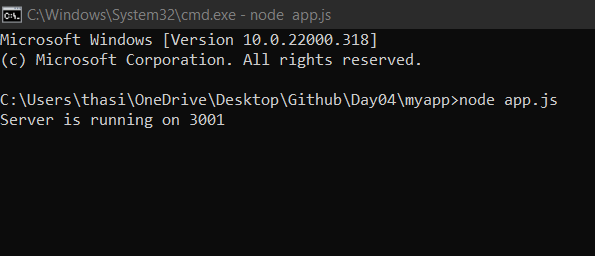 C:\Windows\System32\cmd.exe - node  app.js
Microsoft Windows [Version 10.0.22000.318]
(c) Microsoft Corporation. All rights reserved.
C:\Users\thasi\OneDrive\Desktop\Github\Day04\myapp>node app.js
Server is running on 3001